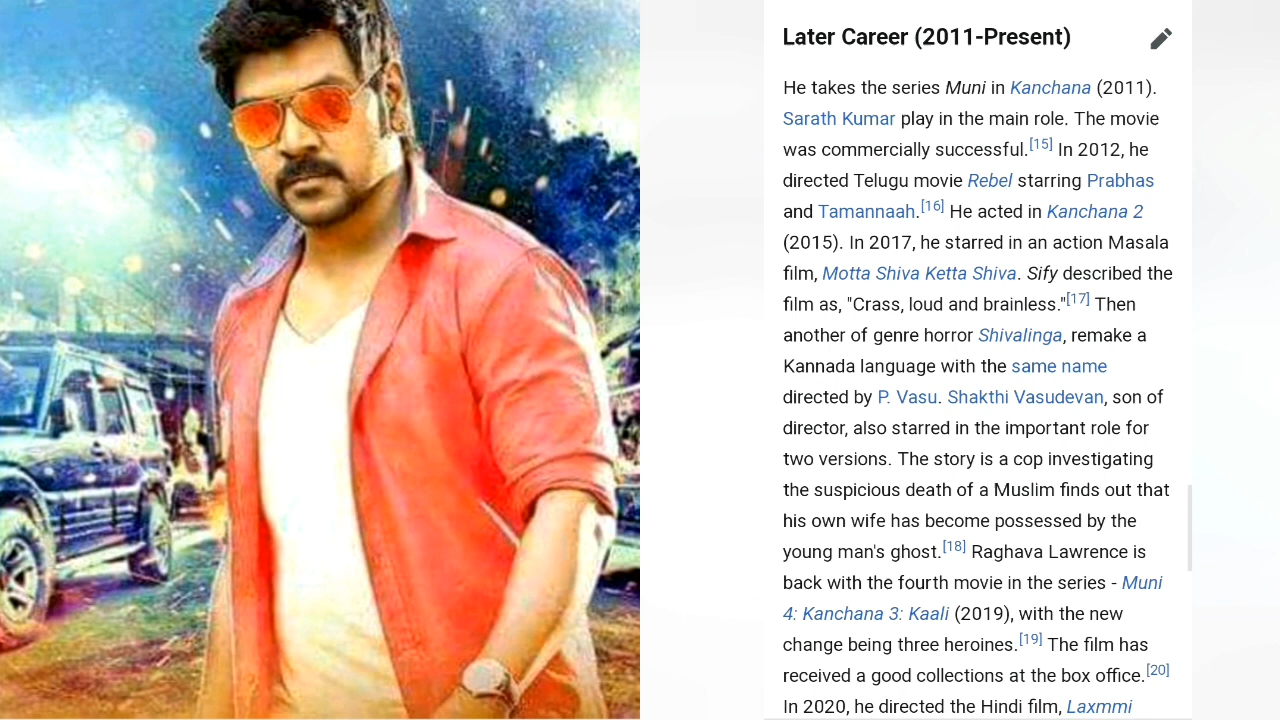 Later Career (2011-Present)
He takes the series Muni in Kanchana (2011).
Sarath Kumar play in the main role. The movie
was commercially successful.[15] In 2012, he
directed Telugu movie Rebel starring Prabhas
and Tamannaah.[16] He acted in Kanchana 2
(2015). In 2017, he starred in an action Masala
film, Motta Shiva Ketta Shiva. Sify described the
film as, "Crass, loud and brainless."[17] Then
another of genre horror Shivalinga, remake a
Kannada language with the same name
directed by P. Vasu. Shakthi Vasudevan, son of
director, also starred in the important role for
two versions. The story is a cop investigating
the suspicious death of a Muslim finds out that
his own wife has become possessed by the
young man's ghost.[18] Raghava Lawrence is
back with the fourth movie in the series - Muni
4: Kanchana 3: Kaali (2019), with the new
change being three heroines.[19] The film has
received a good collections at the box office.[20]
In 2020, he directed the Hindi film, Laxmmi